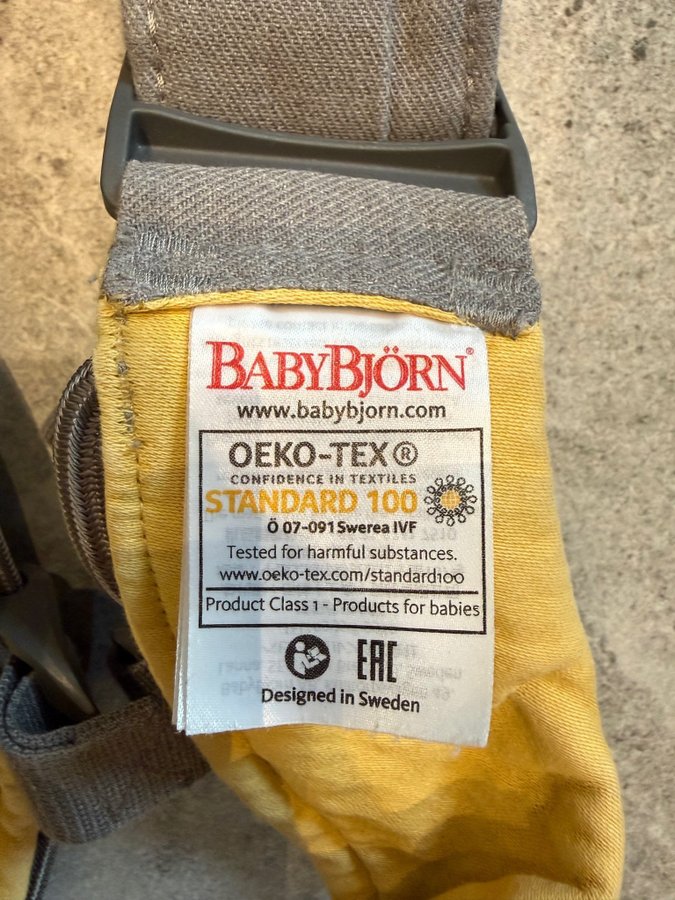 BABYBJÖRN®
www.babybjorn.com
OEKO-TEX®
CONFIDENCE IN TEXTILES
STANDARD 100
Ö 07-091 Swerea IVF
Tested for harmful substances.
www.oeko-tex.com/standard100
Product Class 1 - Products for babies
EAC
Designed in Sweden